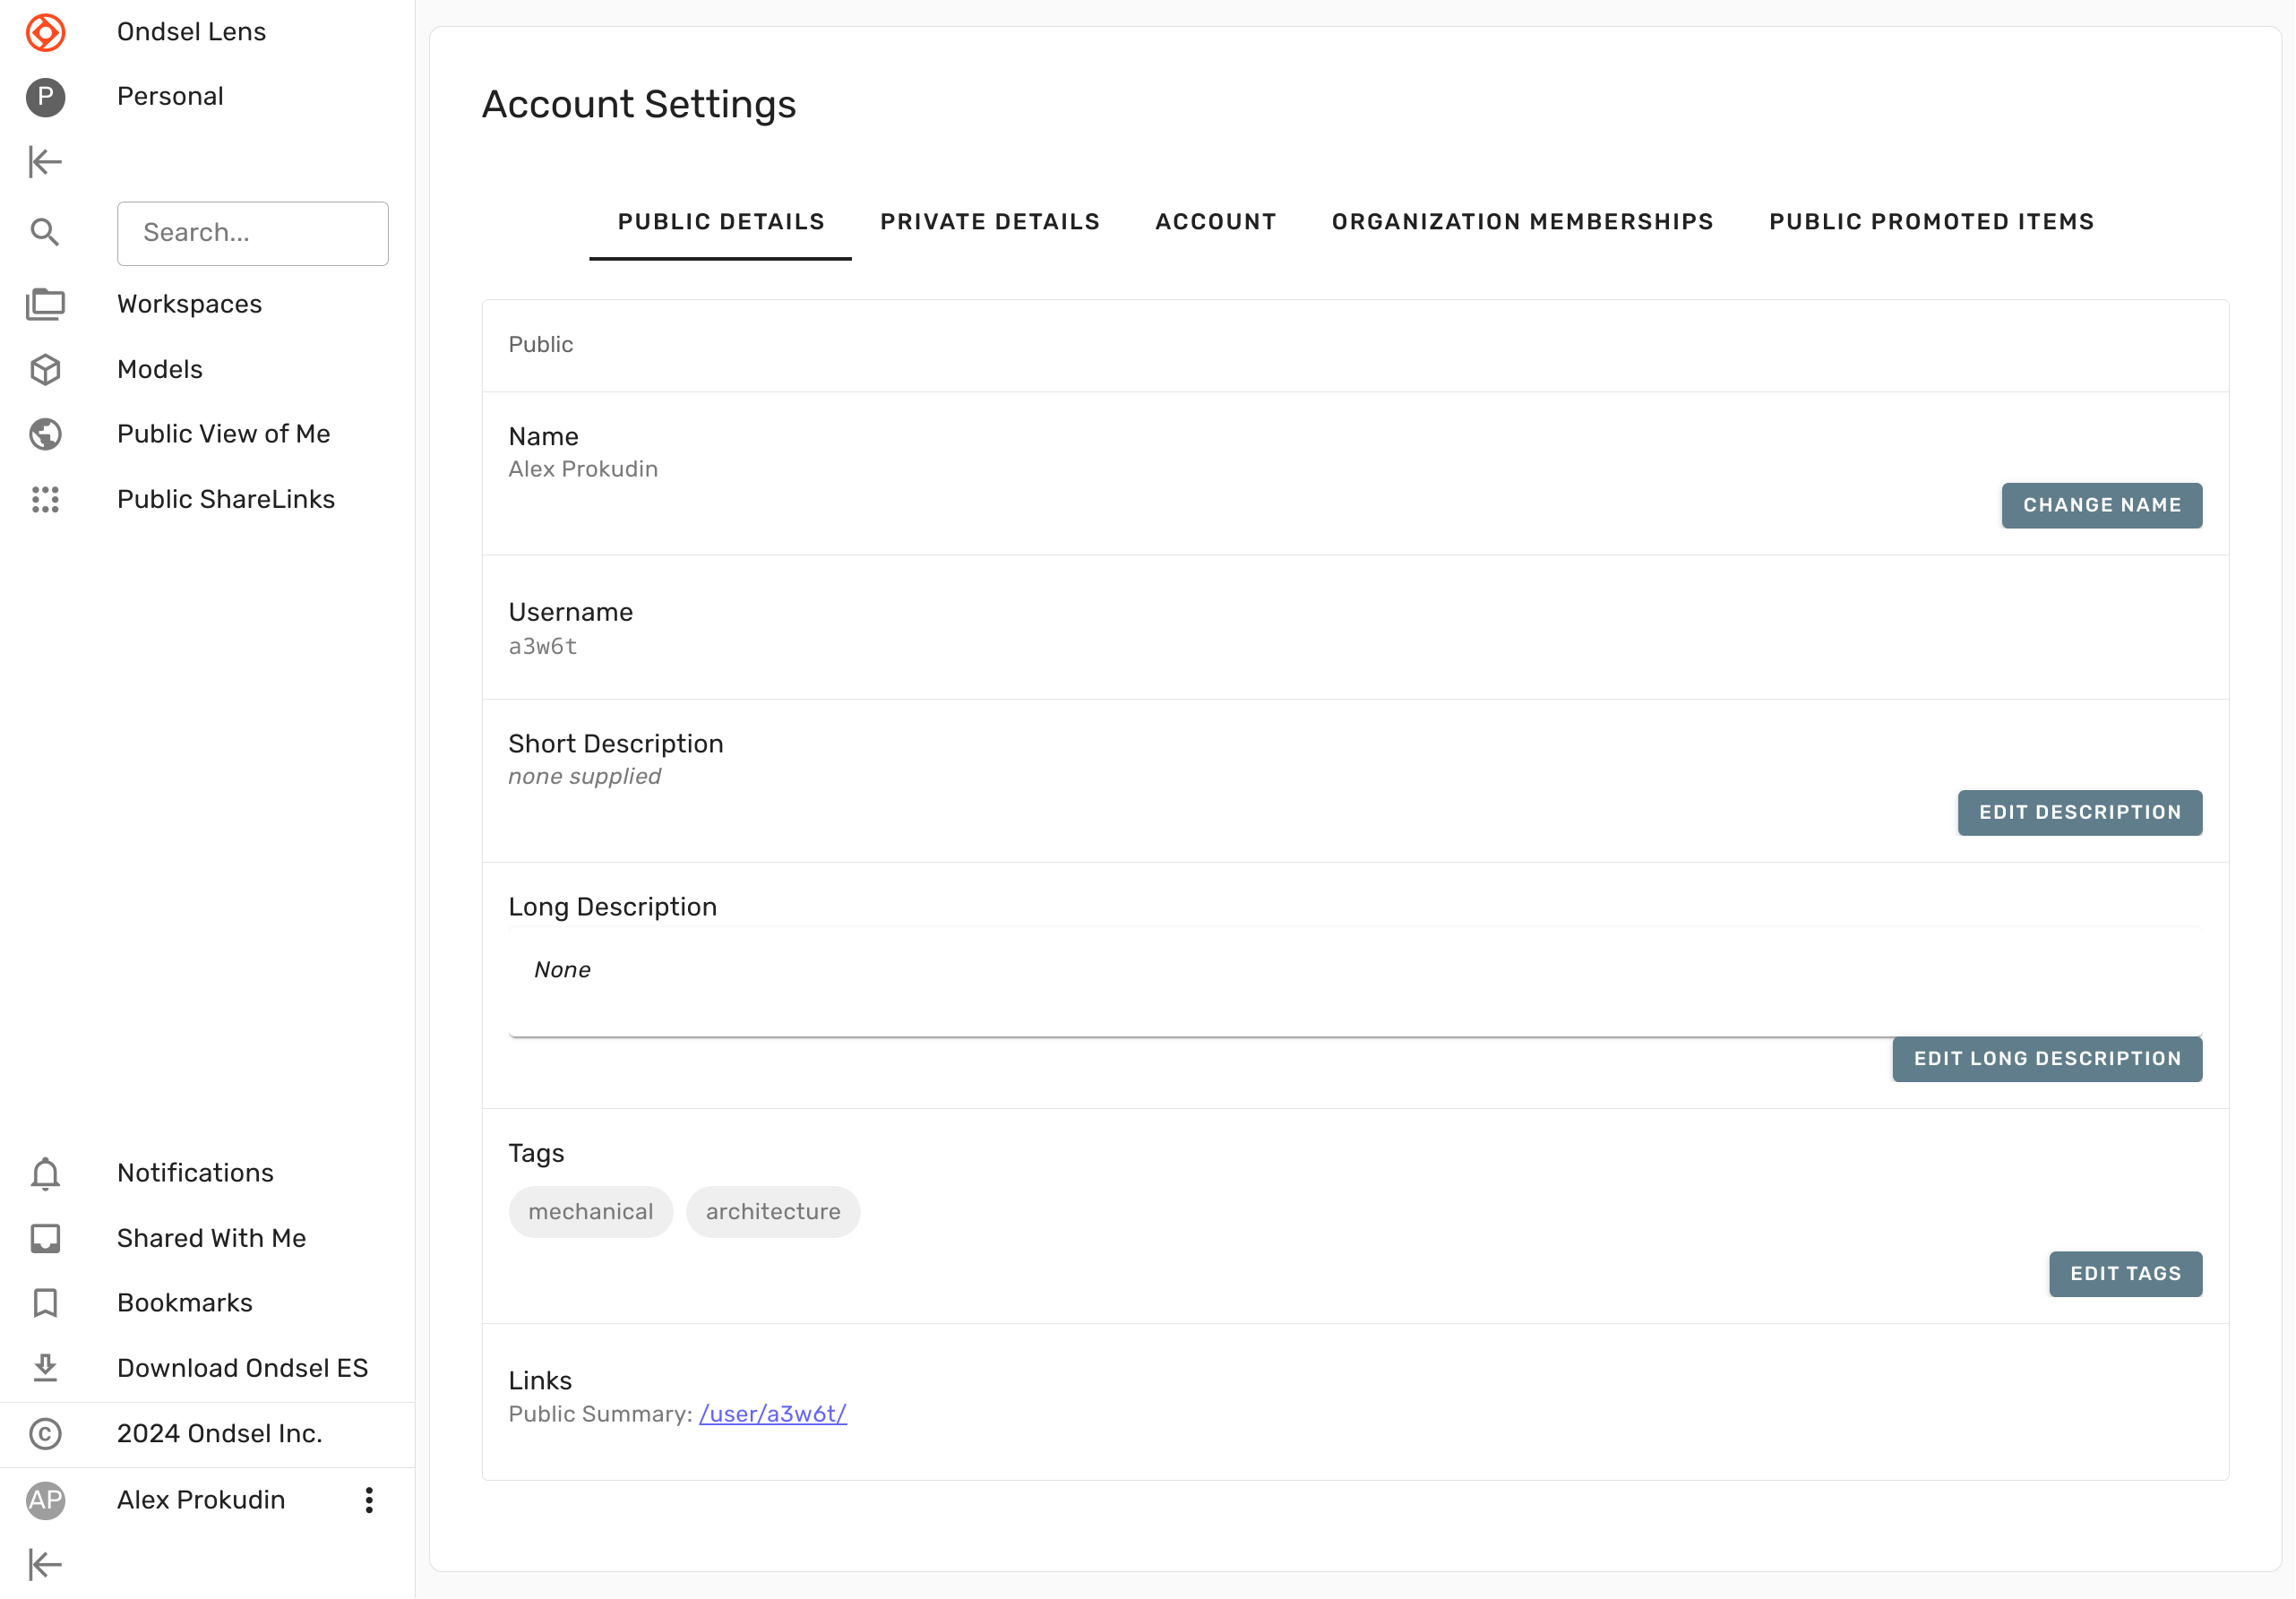 Ondsel Lens
P
Personal
Search...
Workspaces
Models
Public View of Me
Public ShareLinks
Notifications
Shared With Me
Bookmarks
Download Ondsel ES
2024 Ondsel Inc.
AP
Alex Prokudin
Account Settings
PUBLIC DETAILS PRIVATE DETAILS ACCOUNT ORGANIZATION MEMBERSHIPS PUBLIC PROMOTED ITEMS
Public
Name
Alex Prokudin
CHANGE NAME
Username
a3w6t
Short Description
none supplied
EDIT DESCRIPTION
Long Description
None
EDIT LONG DESCRIPTION
Tags
mechanical architecture
EDIT TAGS
Links
Public Summary: /user/a3w6t/